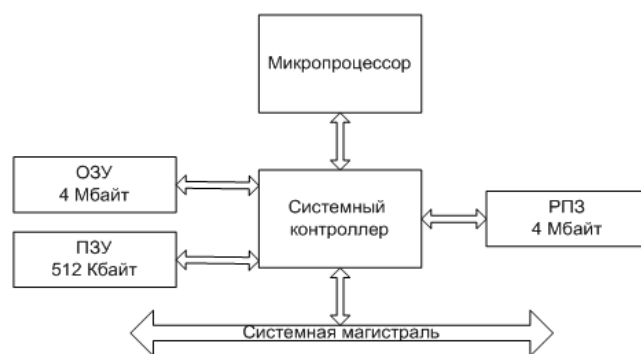 Микропроцессор
ОЗУ
4 Мбайт
Системный
контроллер
РПЗ
4 Мбайт
ПЗУ
512 Кбайт
Системная магистраль